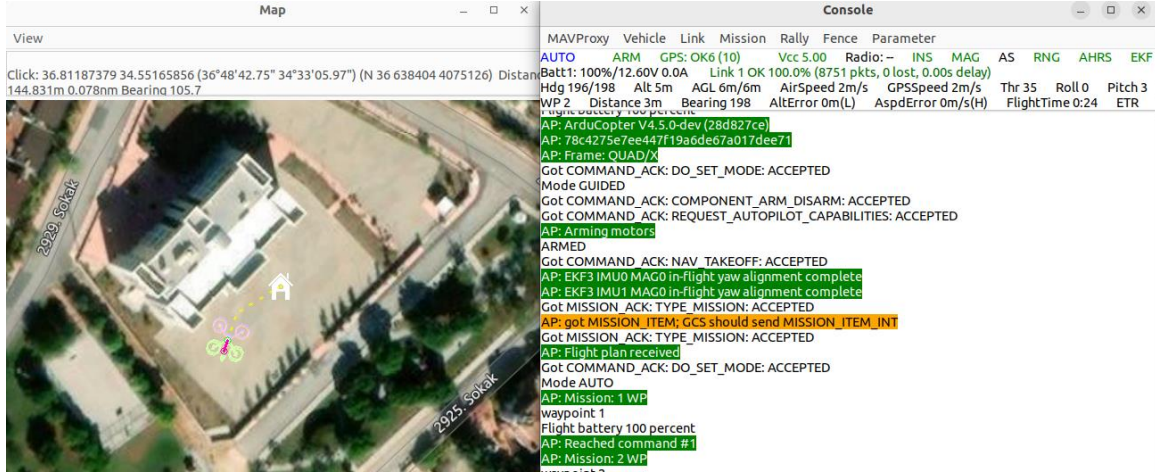 Map
View
Click: 36.81187379 34.55165856 (36°48'42.75" 34°33'05.97") (N 36 638404 4075126) Distan
144.831m 0.078nm Bearing 105.7
2929. Sokak
2925. Sokak
Console
MAVProxy Vehicle Link Mission Rally Fence Parameter
AUTO ARM GPS: OK6 (10) Vcc 5.00 Radio: -- INS MAG AS RNG AHRS EKF
Batt1: 100%/12.60V 0.0A Link 1 OK 100.0% (8751 pkts, 0 lost, 0.00s delay)
Hdg 196/198 Alt 5m AGL 6m/6m AirSpeed 2m/s GPSSpeed 2m/s Thr 35 Roll 0 Pitch 3
WP 2 Distance 3m Bearing 198 AltError 0m(L) AspdError 0m/s(H) FlightTime 0:24 ETR
Flight battery 100 percent
AP: ArduCopter V4.5.0-dev (28d827ce)
AP: 78c4275e7ee447f19a6de67a017dee71
AP: Frame: QUAD/X
Got COMMAND_ACK: DO_SET_MODE: ACCEPTED
Mode GUIDED
Got COMMAND_ACK: COMPONENT_ARM_DISARM: ACCEPTED
Got COMMAND_ACK: REQUEST_AUTOPILOT_CAPABILITIES: ACCEPTED
AP: Arming motors
ARMED
Got COMMAND_ACK: NAV_TAKEOFF: ACCEPTED
AP: EKF3 IMU0 MAG0 in-flight yaw alignment complete
AP: EKF3 IMU1 MAG0 in-flight yaw alignment complete
Got MISSION_ACK: TYPE_MISSION: ACCEPTED
AP: got MISSION_ITEM; GCS should send MISSION_ITEM_INT
Got MISSION_ACK: TYPE_MISSION: ACCEPTED
AP: Flight plan received
Got COMMAND_ACK: DO_SET_MODE: ACCEPTED
Mode AUTO
AP: Mission: 1 WP
waypoint 1
Flight battery 100 percent
AP: Reached command #1
AP: Mission: 2 WP
waypoint 2